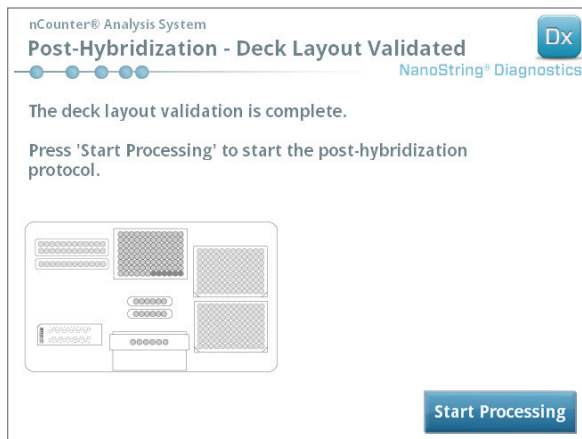 nCounter® Analysis System
Post-Hybridization - Deck Layout Validated
Dx
NanoString® Diagnostics
The deck layout validation is complete.
Press 'Start Processing' to start the post-hybridization
protocol.
Start Processing